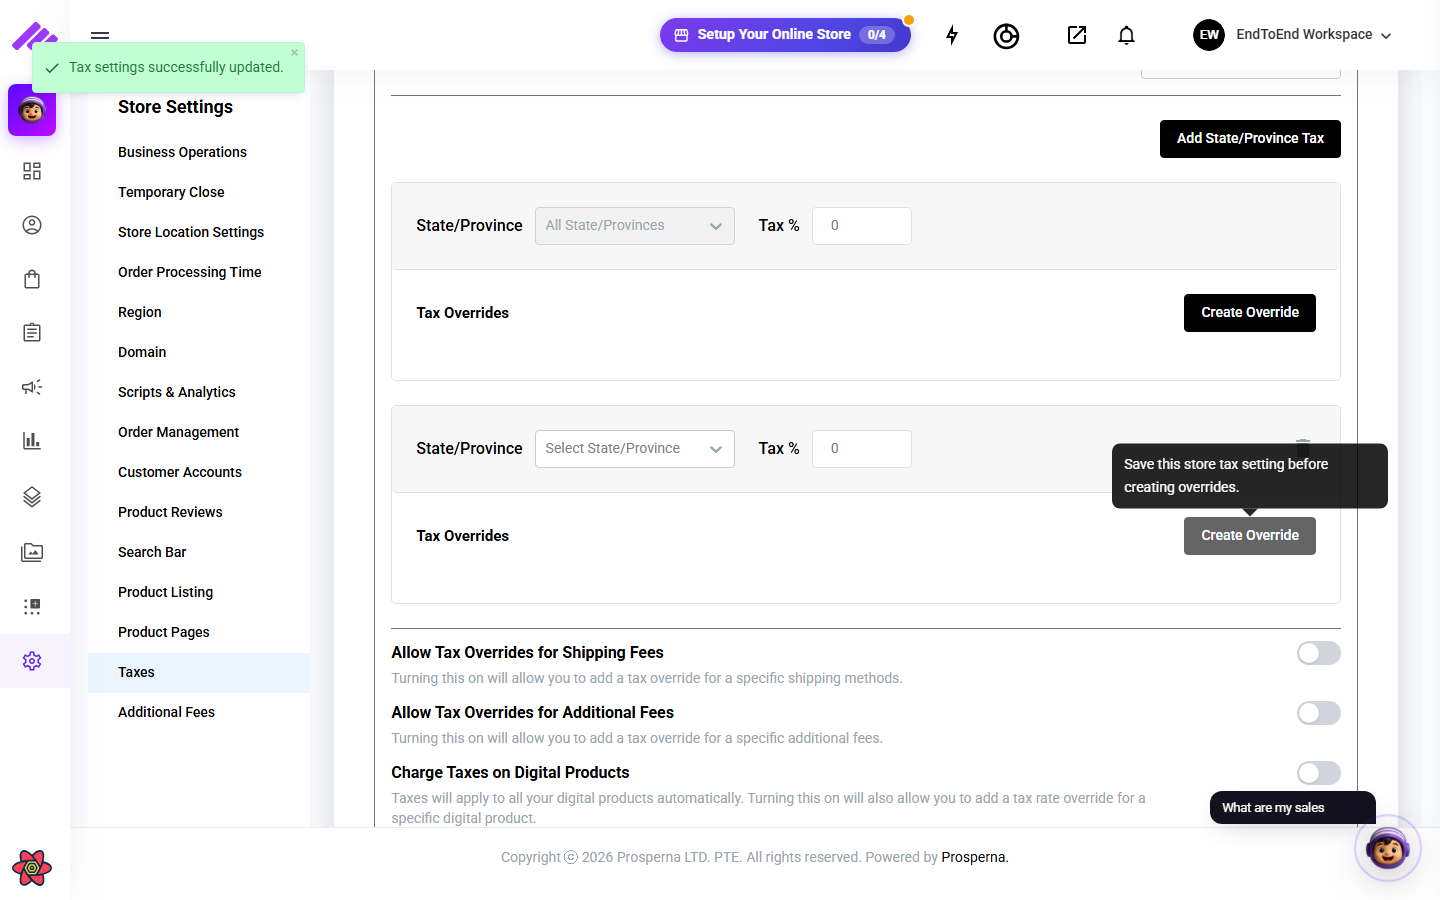 Setup Your Online Store 0/4
EW EndToEnd Workspace
Tax settings successfully updated.
×
Store Settings
Business Operations
Temporary Close
Store Location Settings
Order Processing Time
Region
Domain
Scripts & Analytics
Order Management
Customer Accounts
Product Reviews
Search Bar
Product Listing
Product Pages
Taxes
Additional Fees
Add State/Province Tax
State/Province All State/Provinces Tax % 0
Tax Overrides Create Override
State/Province Select State/Province Tax % 0
Save this store tax setting before
creating overrides.
Tax Overrides Create Override
Allow Tax Overrides for Shipping Fees
Turning this on will allow you to add a tax override for a specific shipping methods.
Allow Tax Overrides for Additional Fees
Turning this on will allow you to add a tax override for a specific additional fees.
Charge Taxes on Digital Products
Taxes will apply to all your digital products automatically. Turning this on will also allow you to add a tax rate override for a
specific digital product.
What are my sales
Copyright © 2026 Prosperna LTD. PTE. All rights reserved. Powered by Prosperna.